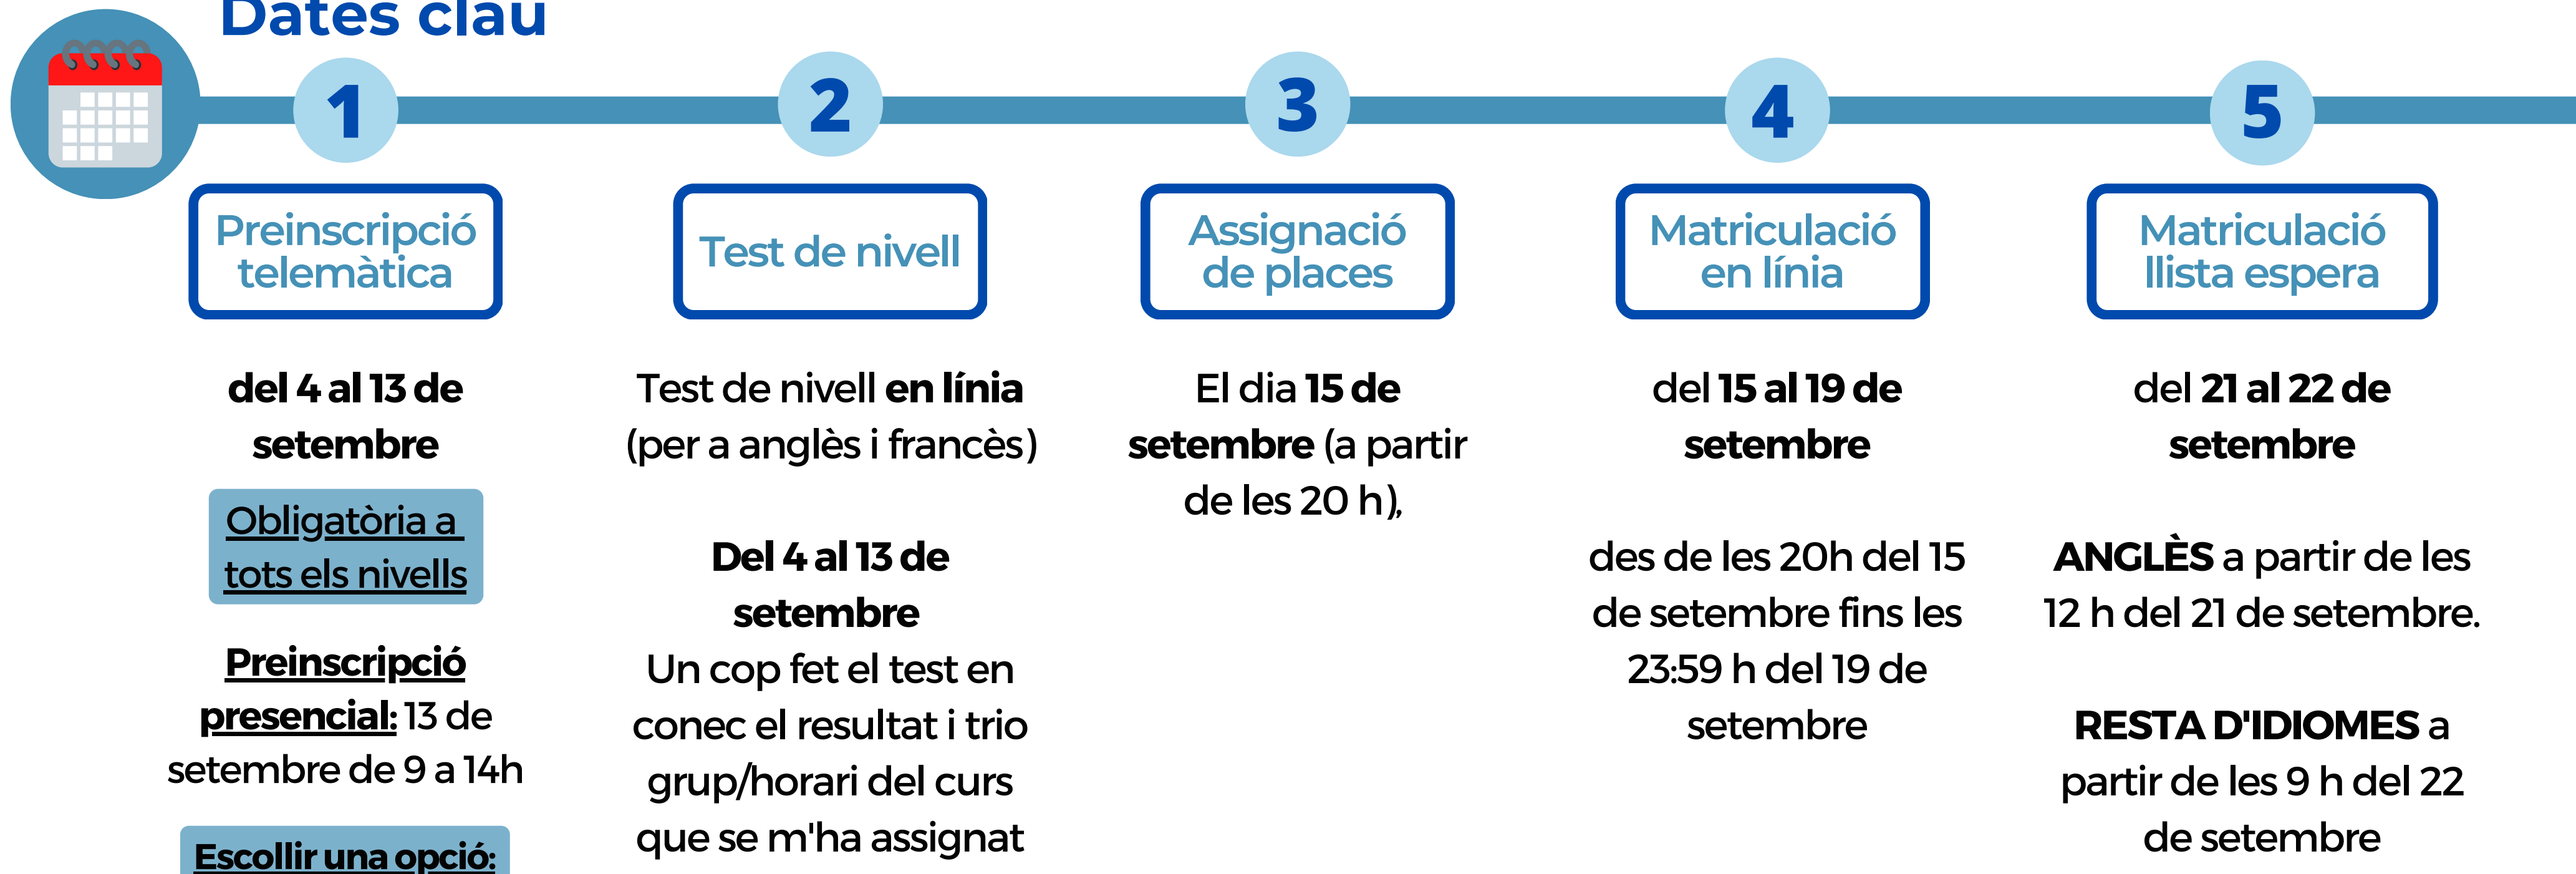 Dates clau
1
2
3
4
5
Preinscripció
telemàtica
Test de nivell
Assignació
de places
Matriculació
en línia
Matriculació
llista espera
del 4 al 13 de
setembre
Obligatòria a
tots els nivells
Preinscripció
presencial: 13 de
setembre de 9 a 14h
Escollir una opció:
Test de nivell en línia
(per a anglès i francès)
Del 4 al 13 de
setembre
Un cop fet el test en
conec el resultat i trio
grup/horari del curs
que se m'ha assignat
El dia 15 de
setembre (a partir
de les 20 h),
del 15 al 19 de
setembre
des de les 20h del 15
de setembre fins les
23:59 h del 19 de
setembre
del 21 al 22 de
setembre
ANGLÈS a partir de les
12 h del 21 de setembre.
RESTA D'IDIOMES a
partir de les 9 h del 22
de setembre